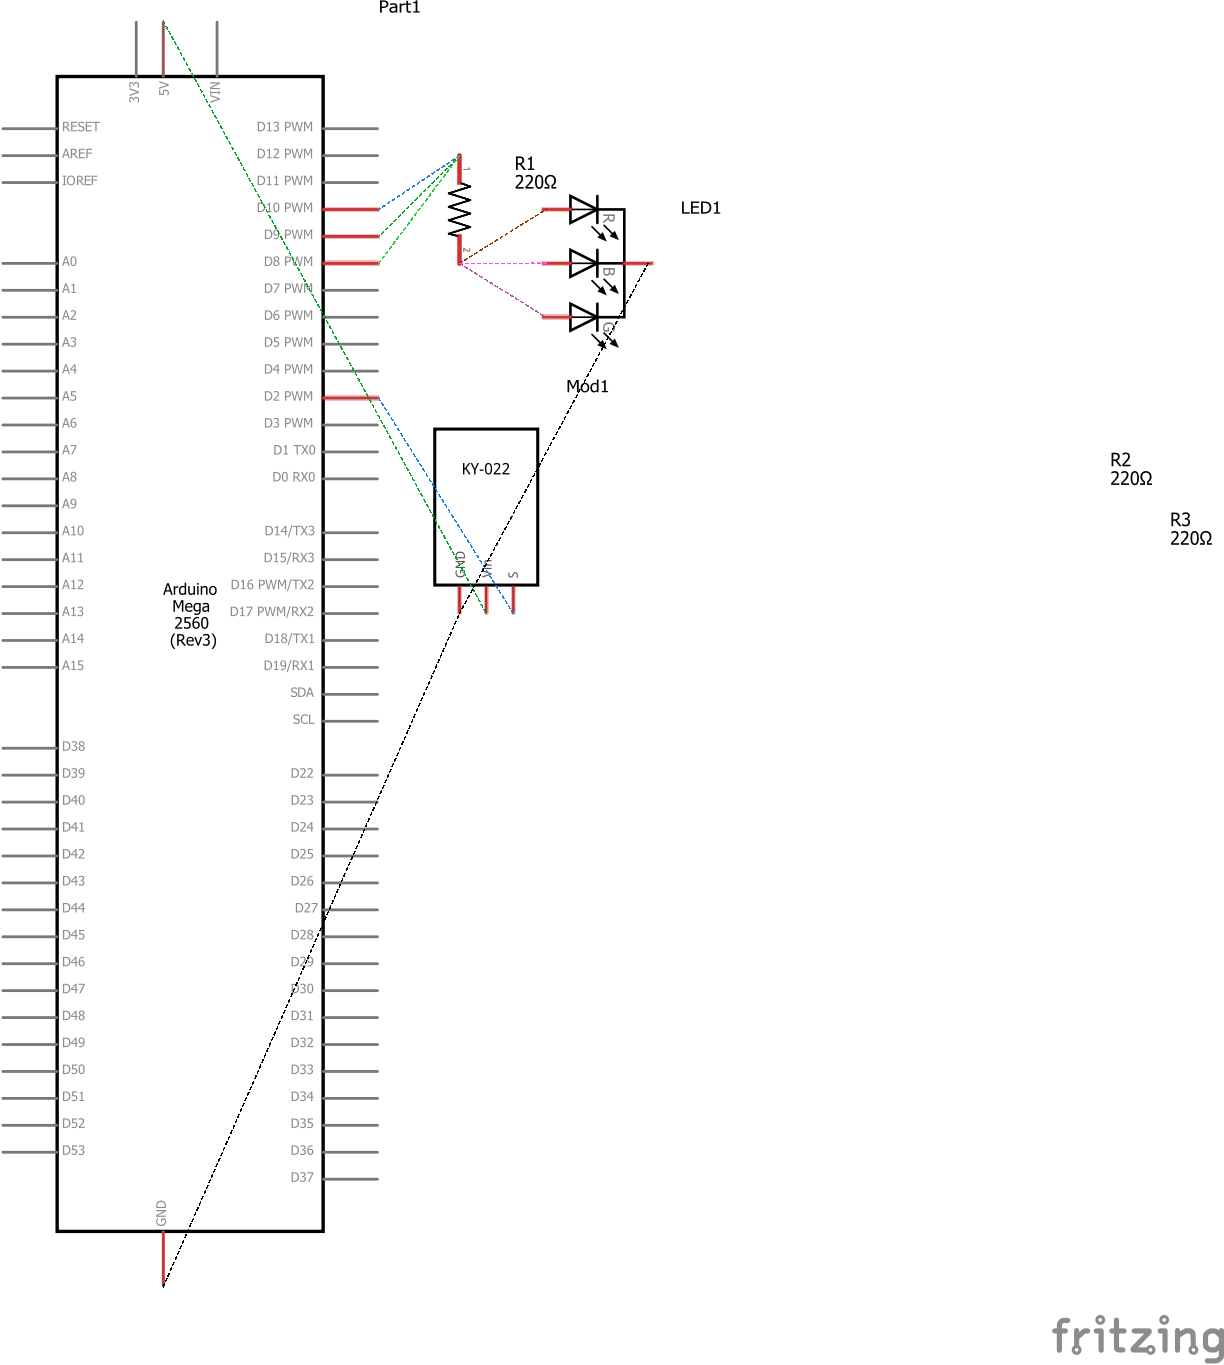 Part1
3V3
5V
VIN
RESET
AREF
IOREF
A0
A1
A2
A3
A4
A5
A6
A7
A8
A9
A10
A11
A12
A13
A14
A15
D38
D39
D40
D41
D42
D43
D44
D45
D46
D47
D48
D49
D50
D51
D52
D53
D13 PWM
D12 PWM
D11 PWM
D10 PWM
D9 PWM
D8 PWM
D7 PWM
D6 PWM
D5 PWM
D4 PWM
D2 PWM
D3 PWM
D1 TX0
D0 RX0
D14/TX3
D15/RX3
D16 PWM/TX2
D17 PWM/RX2
D18/TX1
D19/RX1
SDA
SCL
D22
D23
D24
D25
D26
D27
D28
D29
D30
D31
D32
D33
D34
D35
D36
D37
Arduino
Mega
2560
(Rev3)
GND
1
2
R1
220Ω
R
B
G
LED1
Mod1
KY-022
GND
S
R2
220Ω
R3
220Ω
fritzing